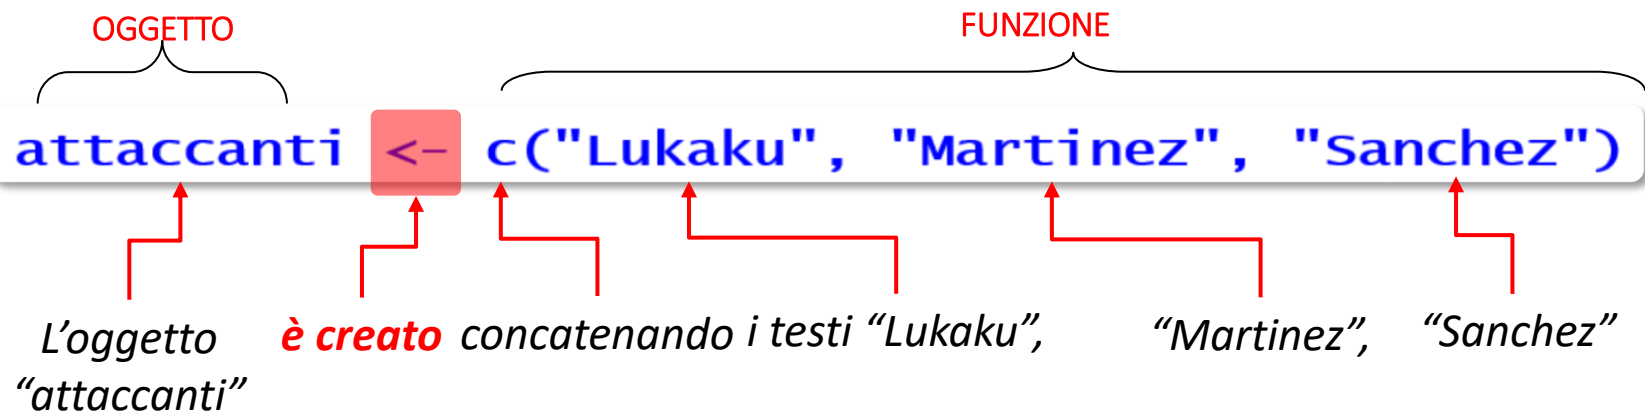 OGGETTO FUNZIONE
attaccanti <- c("Lukaku", "Martinez", "Sanchez")
L’oggetto è creato concatenando i testi “Lukaku”, “Martinez”, “Sanchez”
“attaccanti”